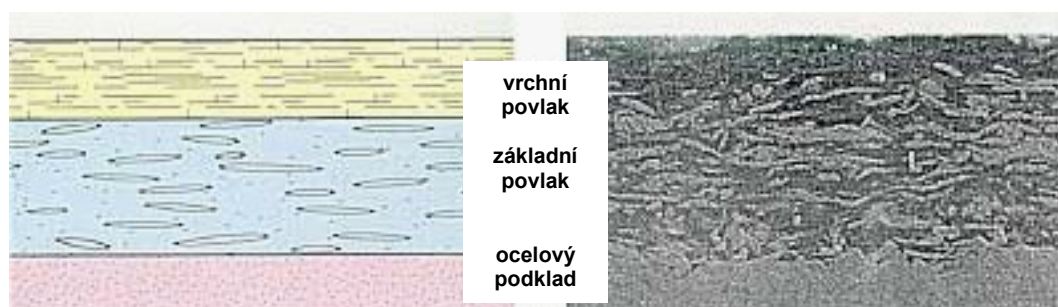 vrchní
povlak
základní
povlak
ocelový
podklad